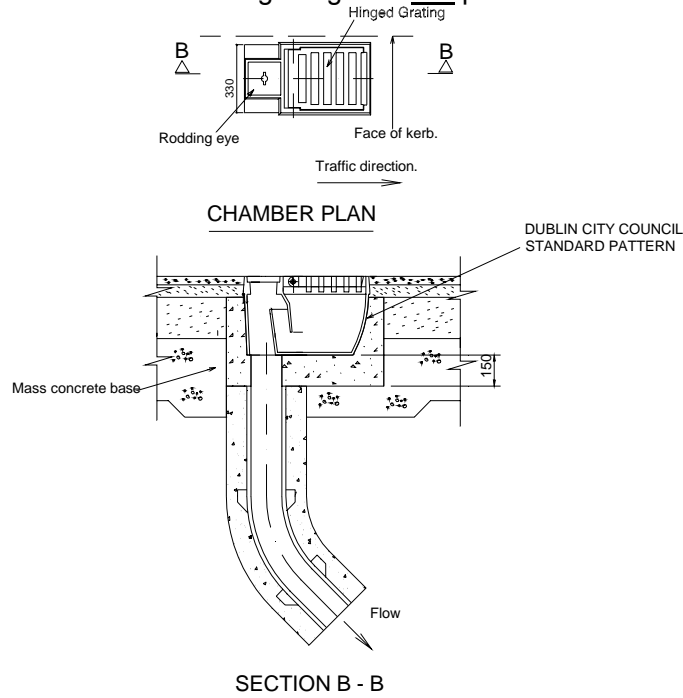 Hinged Grating
B
B
330
Rodding eye
Face of kerb.
Traffic direction.
CHAMBER PLAN
DUBLIN CITY COUNCIL
STANDARD PATTERN
150
Mass concrete base
Flow
SECTION B - B